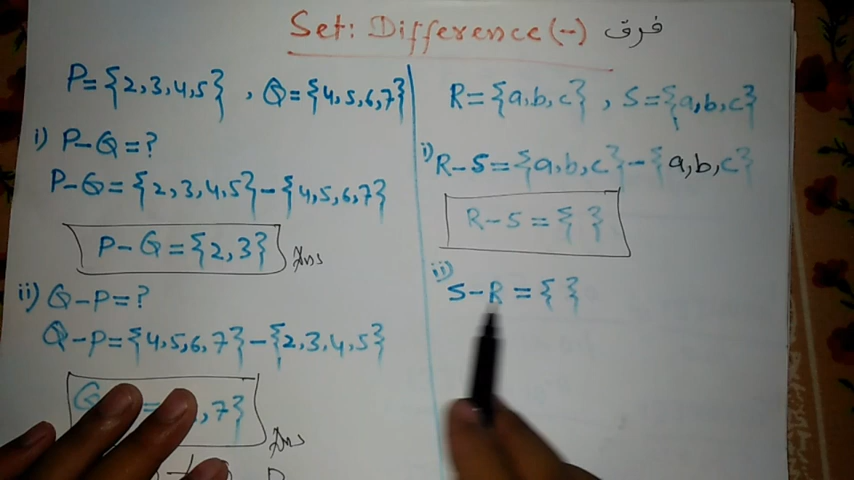 Set: Difference (-) فرق
P={2,3,4,5} , Q={4,5,6,7}
i) P-Q=?
P-Q={2,3,4,5}-{4,5,6,7}
P-Q={2,3} Ans
ii) Q-P=?
Q-P={4,5,6,7}-{2,3,4,5}
,7} Ans
R={a,b,c} , S={a,b,c}
i) R-S={a,b,c}-{a,b,c}
R-S={ }
ii) S-R={ }